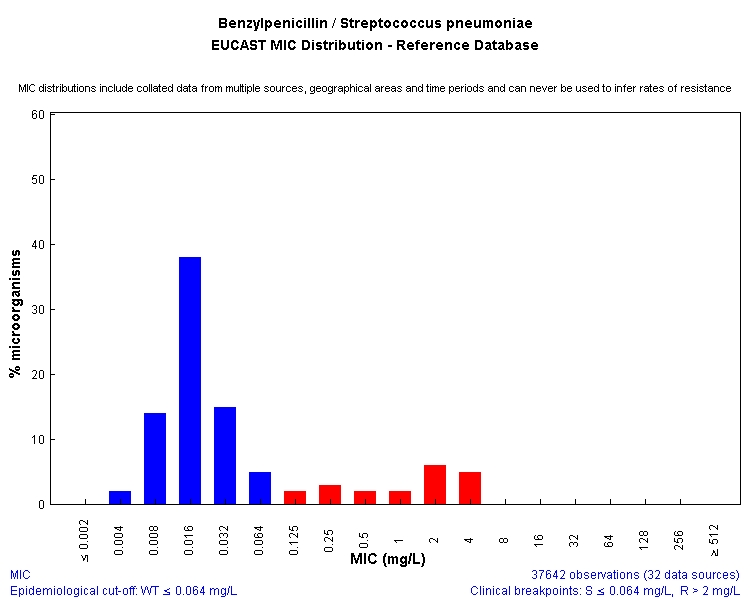 Benzylpenicillin / Streptococcus pneumoniae
EUCAST MIC Distribution - Reference Database
MIC distributions include collated data from multiple sources, geographical areas and time periods and can never be used to infer rates of resistance
60
50
40
30
20
10
0
% microorganisms
≤ 0.002
0.004
0.008
0.016
0.032
0.064
0.125
0.25
0.5
1
2
4
8
16
32
64
128
256
≥ 512
MIC (mg/L)
MIC
37642 observations (32 data sources)
Epidemiological cut-off: WT ≤ 0.064 mg/L
Clinical breakpoints: S ≤ 0.064 mg/L, R > 2 mg/L